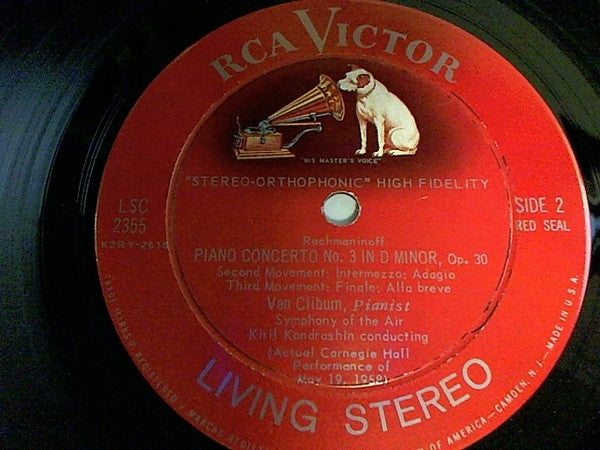 RCA VICTOR
"HIS MASTER'S VOICE"
"STEREO-ORTHOPHONIC" HIGH FIDELITY
LSC
2355
SIDE 2
RED SEAL
Rachmaninoff
PIANO CONCERTO No. 3 IN D MINOR, Op. 30
Second Movement: Intermezzo: Adagio
Third Movement: Finale: Alla breve
Van Cliburn, Pianist
Symphony of the Air
Kiril Kondrashin conducting
(Actual Carnegie Hall
Performance of
May 19, 1958)
LIVING STEREO
OF AMERICA—CAMDEN, N.J.—MADE IN U.S.A.